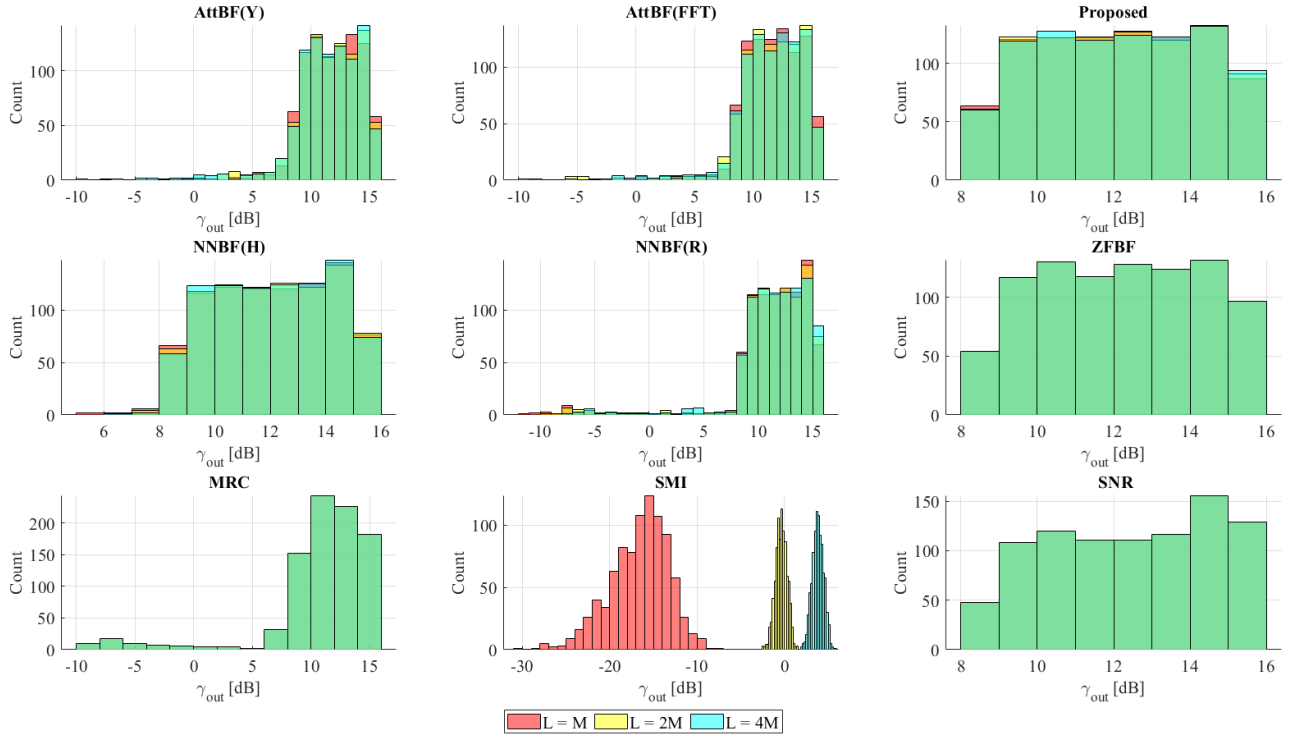 AttBF(Y)
100
50
0
Count
-10 -5 0 5 10 15
γout [dB]
AttBF(FFT)
100
50
0
Count
-10 -5 0 5 10 15
γout [dB]
Proposed
100
50
0
Count
8 10 12 14 16
γout [dB]
NNBF(H)
100
50
0
Count
6 8 10 12 14 16
γout [dB]
NNBF(R)
100
50
0
Count
-10 -5 0 5 10 15
γout [dB]
ZFBF
100
50
0
Count
8 10 12 14 16
γout [dB]
MRC
200
150
100
50
0
Count
-10 -5 0 5 10 15
γout [dB]
SMI
100
50
0
Count
-30 -20 -10 0
γout [dB]
SNR
150
100
50
0
Count
8 10 12 14 16
γout [dB]
L = M L = 2M L = 4M